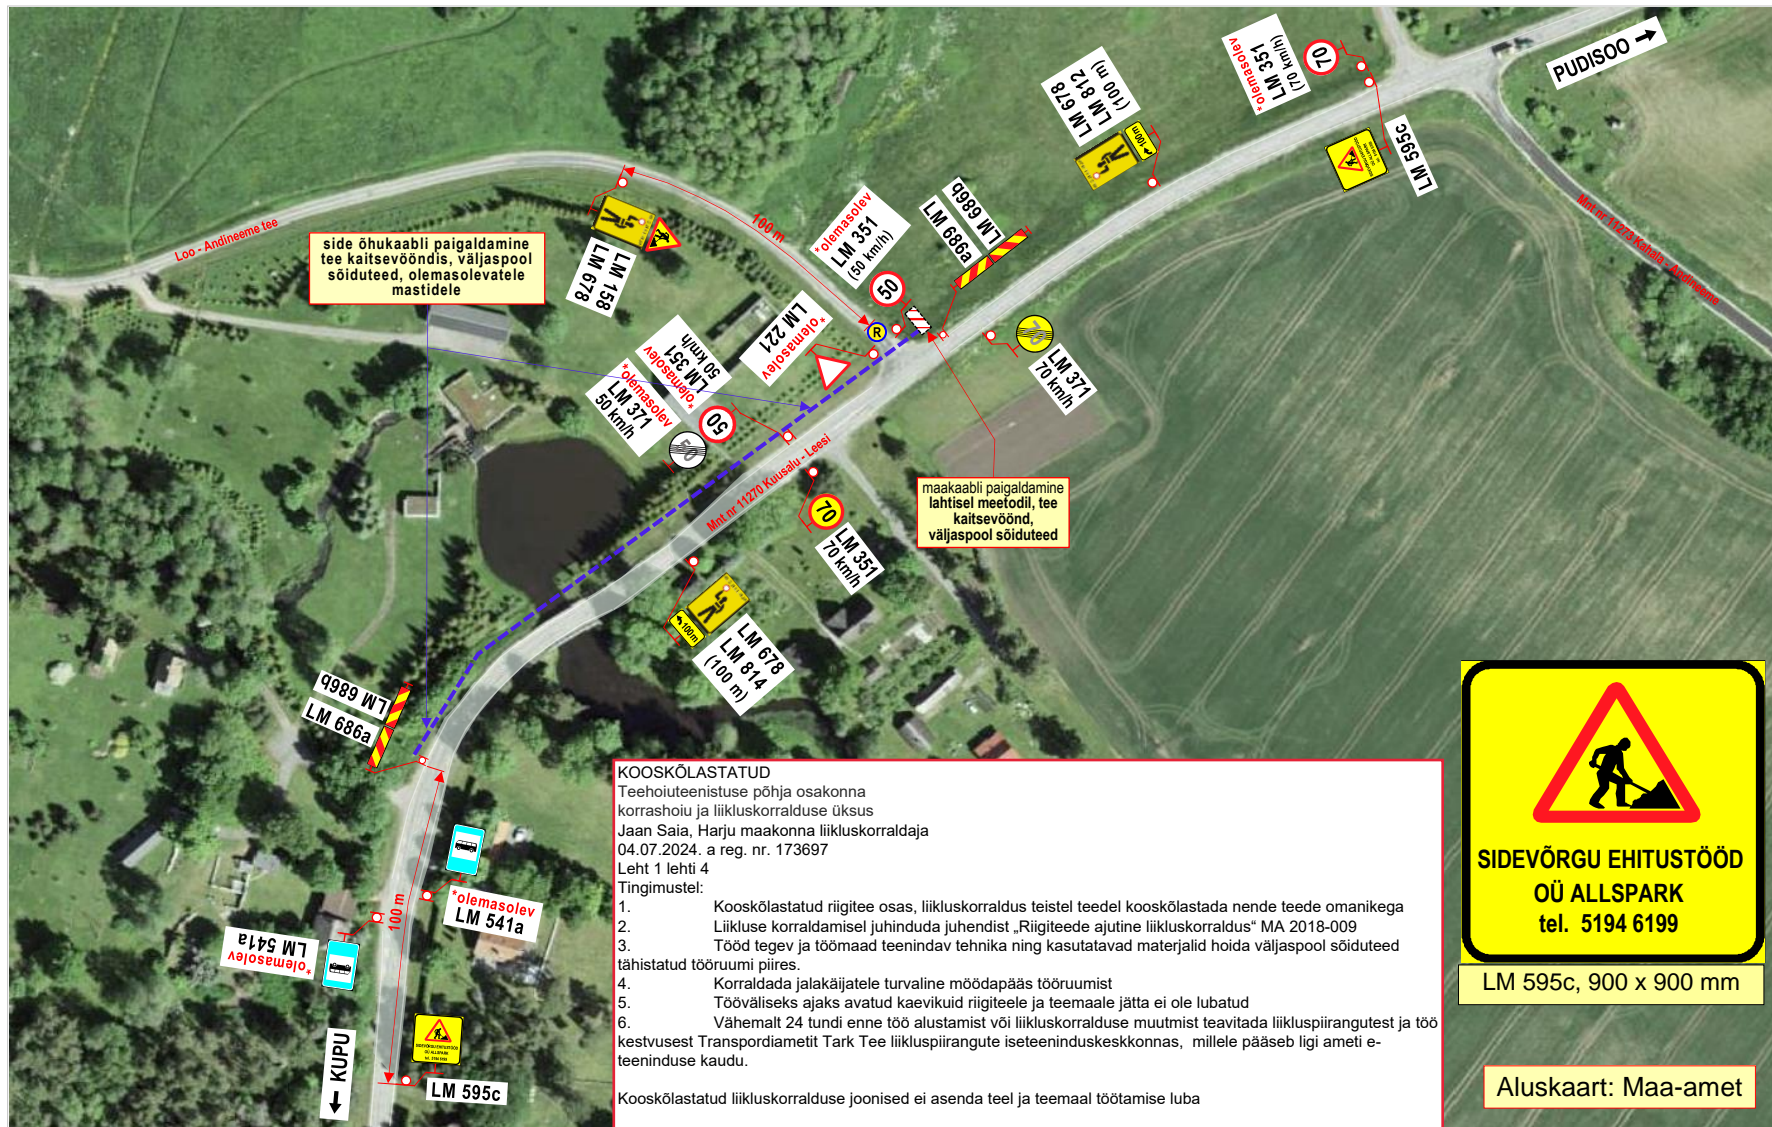 PUDISOO
70
*olemasolev
LM 351
(70 km/h)
LM 678
LM 812
(100 m)
100m
LM 595c
Mnt nr 11273 Kahala - Andineeme
Loo - Andineeme tee
100 m
side õhukaabli paigaldamine
tee kaitsevööndis, väljaspool
sõiduteed, olemasolevatele
mastidele
LM 158
LM 678
*olemasolev
LM 351
(50 km/h)
50
LM 689a
LM 686b
R
*olemasolev
LM 221
LM 371
70 km/h
*olemasolev
LM 351
50 km/h
50
*olemasolev
LM 371
50 km/h
Mnt nr 11270 Kuusalu - Leesi
maakaabli paigaldamine
lahtisel meetodil, tee
kaitsevöönd,
väljaspool sõiduteed
70
LM 351
70 km/h
100m
LM 678
LM 814
(100 m)
LM 686b
LM 689a
100 m
*olemasolev
LM 541a
*olemasolev
LM 541a
KUPU
SIDEVÕRGU EHITUSTÖÖD
OÜ ALLSPARK
tel. 5194 6199
LM 595c
KOOSKÕLASTATUD
Teehoiuteenistuse põhja osakonna
korrashoiu ja liikluskorralduse üksus
Jaan Saia, Harju maakonna liikluskorraldaja
04.07.2024. a reg. nr. 173697
Leht 1 lehti 4
Tingimustel:
1. Kooskõlastatud riigitee osas, liikluskorraldus teistel teedel kooskõlastada nende teede omanikega
2. Liikluse korraldamisel juhinduda juhendist „Riigiteede ajutine liikluskorraldus“ MA 2018-009
3. Tööd tegev ja töömaad teenindav tehnika ning kasutatavad materjalid hoida väljaspool sõiduteed
tähistatud tööruumi piires.
4. Korraldada jalakäijatele turvaline möödapääs tööruumist
5. Tööväliseks ajaks avatud kaevikuid riigiteele ja teemaale jätta ei ole lubatud
6. Vähemalt 24 tundi enne töö alustamist või liikluskorralduse muutmist teavitada liikluspiirangutest ja töö
kestvusest Transpordiametit Tark Tee liikluspiirangute iseteeninduskeskkonnas, millele pääseb ligi ameti e-
teeninduse kaudu.
Kooskõlastatud liikluskorralduse joonised ei asenda teel ja teemaal töötamise luba
SIDEVÕRGU EHITUSTÖÖD
OÜ ALLSPARK
tel. 5194 6199
LM 595c, 900 x 900 mm
Aluskaart: Maa-amet